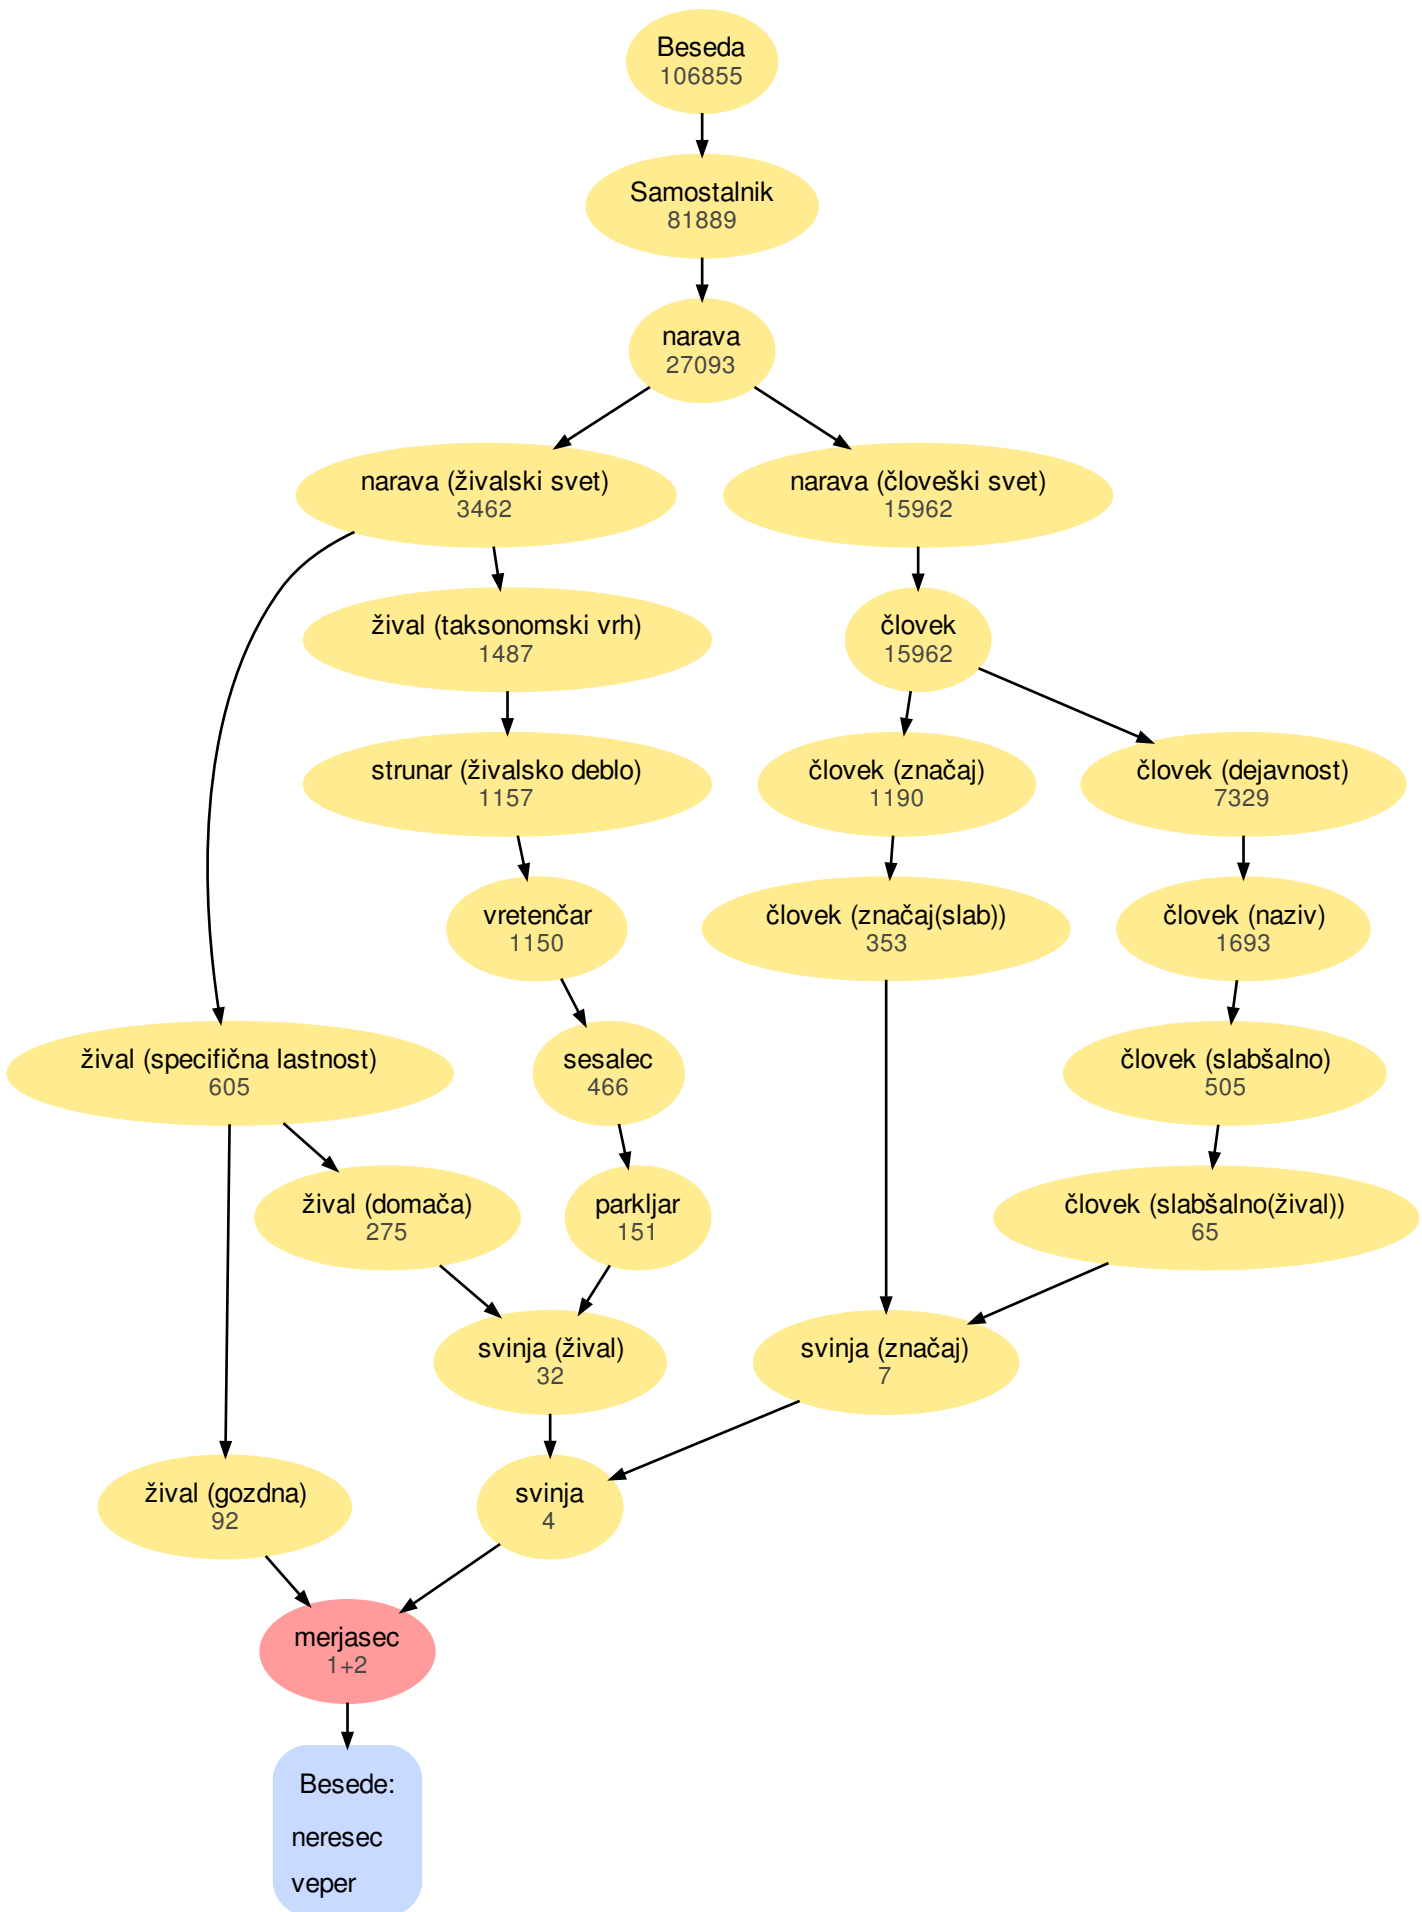 Beseda
106855
Samostalnik
81889
narava
27093
narava (živalski svet)
3462
narava (človeški svet)
15962
žival (taksonomski vrh)
1487
človek
15962
strunar (živalsko deblo)
1157
človek (značaj)
1190
človek (dejavnost)
7329
vretenčar
1150
človek (značaj(slab))
353
človek (naziv)
1693
žival (specifična lastnost)
605
sesalec
466
človek (slabšalno)
505
žival (domača)
275
parkljar
151
človek (slabšalno(žival))
65
svinja (žival)
32
svinja (značaj)
7
žival (gozdna)
92
svinja
4
merjasec
1+2
Besede:
neresec
veper